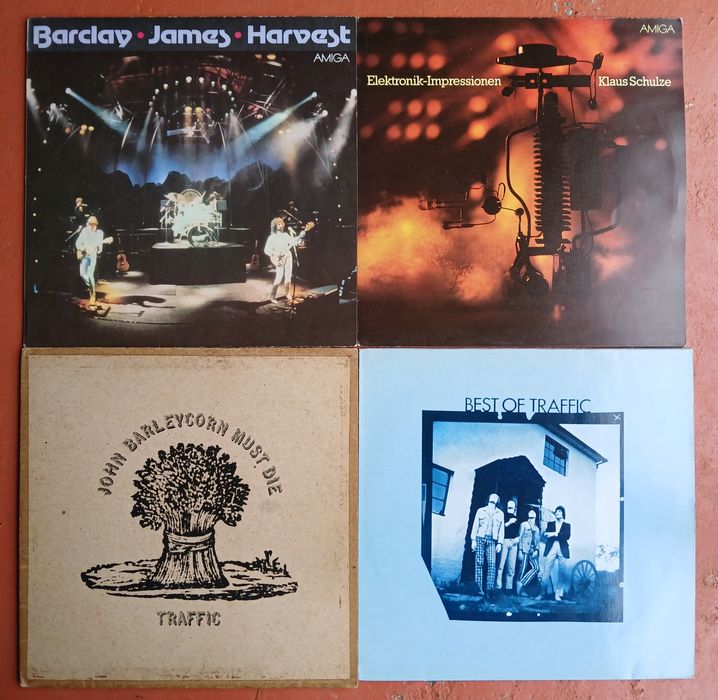 Barclay • James • Harvest
AMIGA
AMIGA
Elektronik-Impressionen Klaus Schulze
JOHN BARLEYCORN MUST DIE
TRAFFIC
BEST OF TRAFFIC